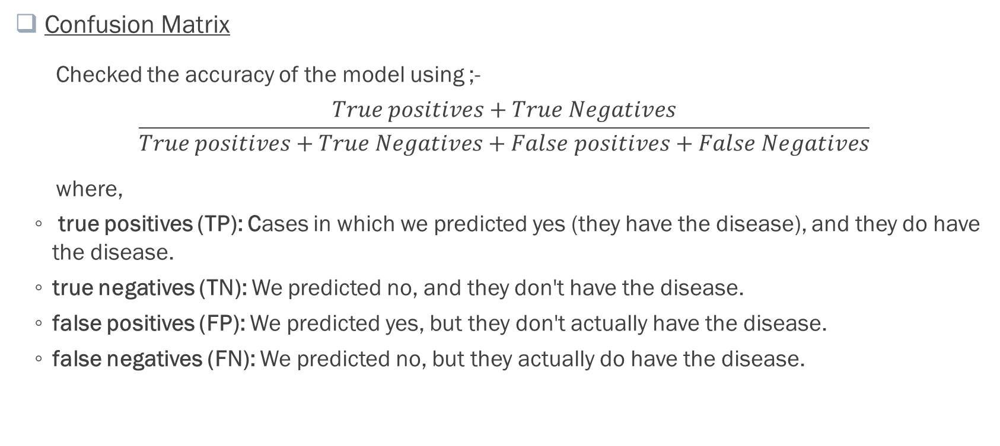 Confusion Matrix
Checked the accuracy of the model using ;-
True positives + True Negatives
True positives + True Negatives + False positives + False Negatives
where,
◦ true positives (TP): Cases in which we predicted yes (they have the disease), and they do have
the disease.
◦ true negatives (TN): We predicted no, and they don't have the disease.
◦ false positives (FP): We predicted yes, but they don't actually have the disease.
◦ false negatives (FN): We predicted no, but they actually do have the disease.